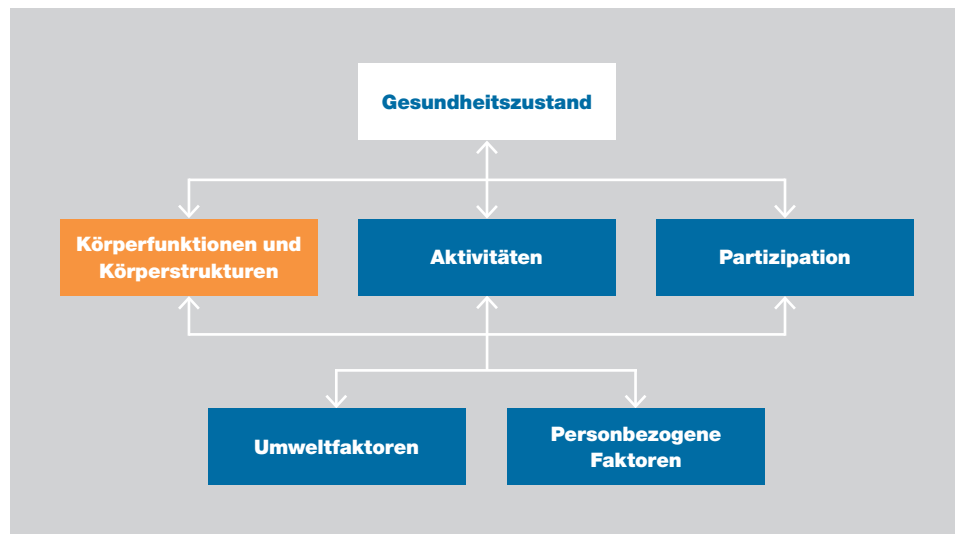 Gesundheitszustand
Körperfunktionen und
Körperstrukturen
Aktivitäten
Partizipation
Umweltfaktoren
Personbezogene
Faktoren